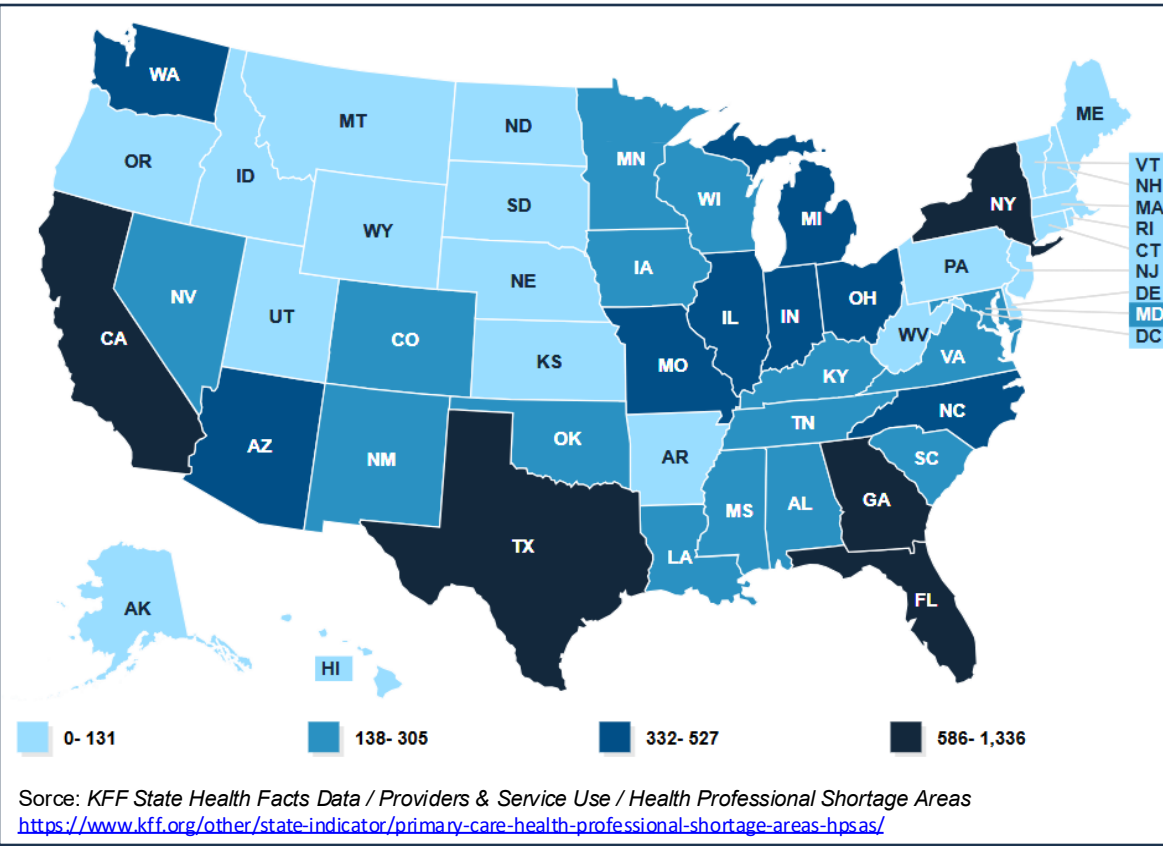 WA
MT
ND
ME
OR
ID
MN
VT
NH
SD
WI
MA
WY
MI
NY
RI
CT
NE
IA
PA
NJ
DE
NV
UT
CO
IL
IN
OH
MD
DC
CA
KS
MO
WV
VA
KY
NC
AZ
NM
OK
AR
TN
SC
MS
AL
GA
TX
LA
FL
AK
HI
0- 131
138- 305
332- 527
586- 1,336
Sorce: KFF State Health Facts Data / Providers & Service Use / Health Professional Shortage Areas
https://www.kff.org/other/state-indicator/primary-care-health-professional-shortage-areas-hpsas/